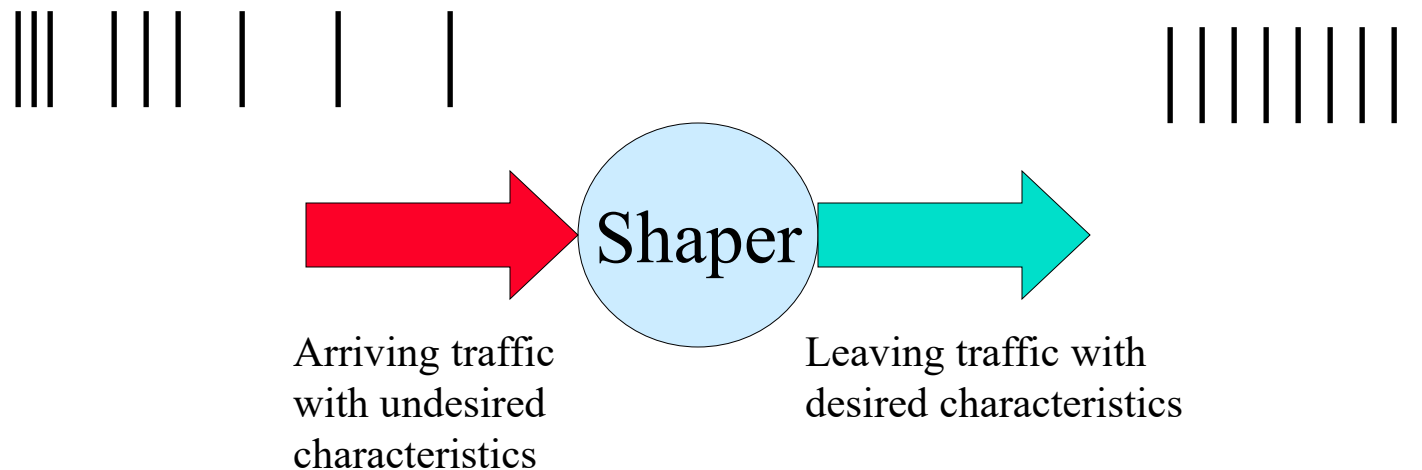 Shaper
Arriving traffic
with undesired
characteristics
Leaving traffic with
desired characteristics